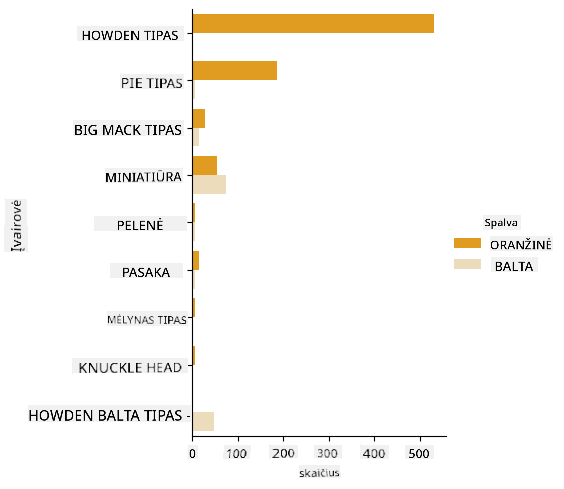 HOWDEN TIPAS
PIE TIPAS
BIG MACK TIPAS
MINIATIŪRA
PELENĖ
PASAKA
MĖLYNAS TIPAS
KNUCKLE HEAD
HOWDEN BALTA TIPAS
Įvairovė
0 100 200 300 400 500
skaičius
Spalva
ORANŽINĖ
BALTA